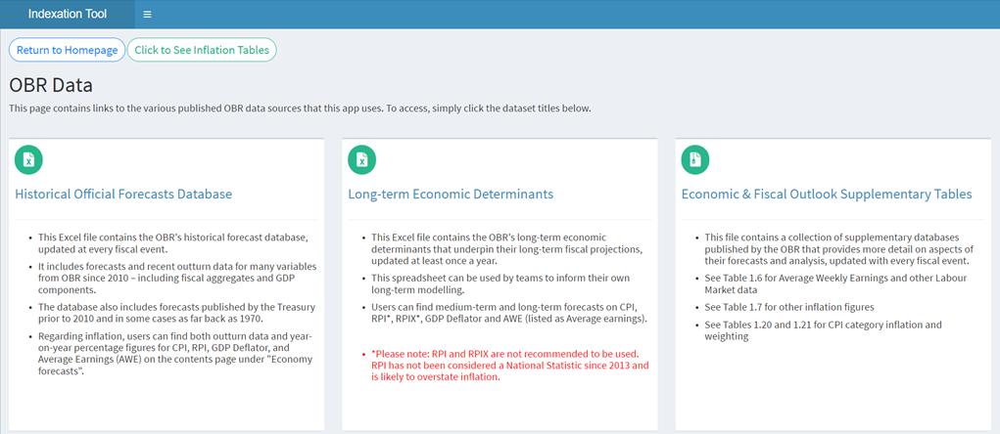 Indexation Tool
Return to Homepage
Click to See Inflation Tables
OBR Data
This page contains links to the various published OBR data sources that this app uses. To access, simply click the dataset titles below.
Historical Official Forecasts Database
• This Excel file contains the OBR's historical forecast database,
updated at every fiscal event.
• It includes forecasts and recent outturn data for many variables
from OBR since 2010 – including fiscal aggregates and GDP
components.
• The database also includes forecasts published by the Treasury
prior to 2010 and in some cases as far back as 1970.
• Regarding inflation, users can find both outturn data and year-
on-year percentage figures for CPI, RPI, GDP Deflator, and
Average Earnings (AWE) on the contents page under "Economy
forecasts".
Long-term Economic Determinants
• This Excel file contains the OBR's long-term economic
determinants that underpin their long-term fiscal projections,
updated at least once a year.
• This spreadsheet can be used by teams to inform their own
long-term modelling.
• Users can find medium-term and long-term forecasts on CPI,
RPI*, RPIX*, GDP Deflator and AWE (listed as Average earnings).
• *Please note: RPI and RPIX are not recommended to be used.
RPI has not been considered a National Statistic since 2013 and
is likely to overstate inflation.
Economic & Fiscal Outlook Supplementary Tables
• This file contains a collection of supplementary databases
published by the OBR that provides more detail on aspects of
their forecasts and analysis, updated with every fiscal event.
• See Table 1.6 for Average Weekly Earnings and other Labour
Market data
• See Table 1.7 for other inflation figures
• See Tables 1.20 and 1.21 for CPI category inflation and
weighting